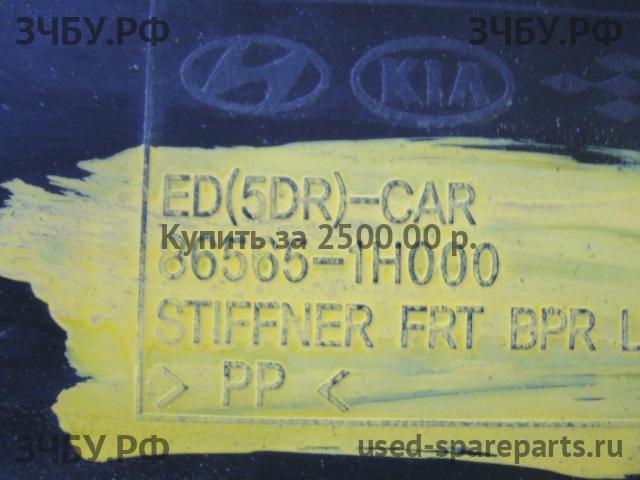 ЗЧБУ.РФ ЗЧБУ.РФ
KIA
ED(5DR)-CAR
Купить за 2500.00 р.
86565-1H000
STIFFNER FRT BPR L
> PP <
ЗЧБУ.РФ
used-spareparts.ru